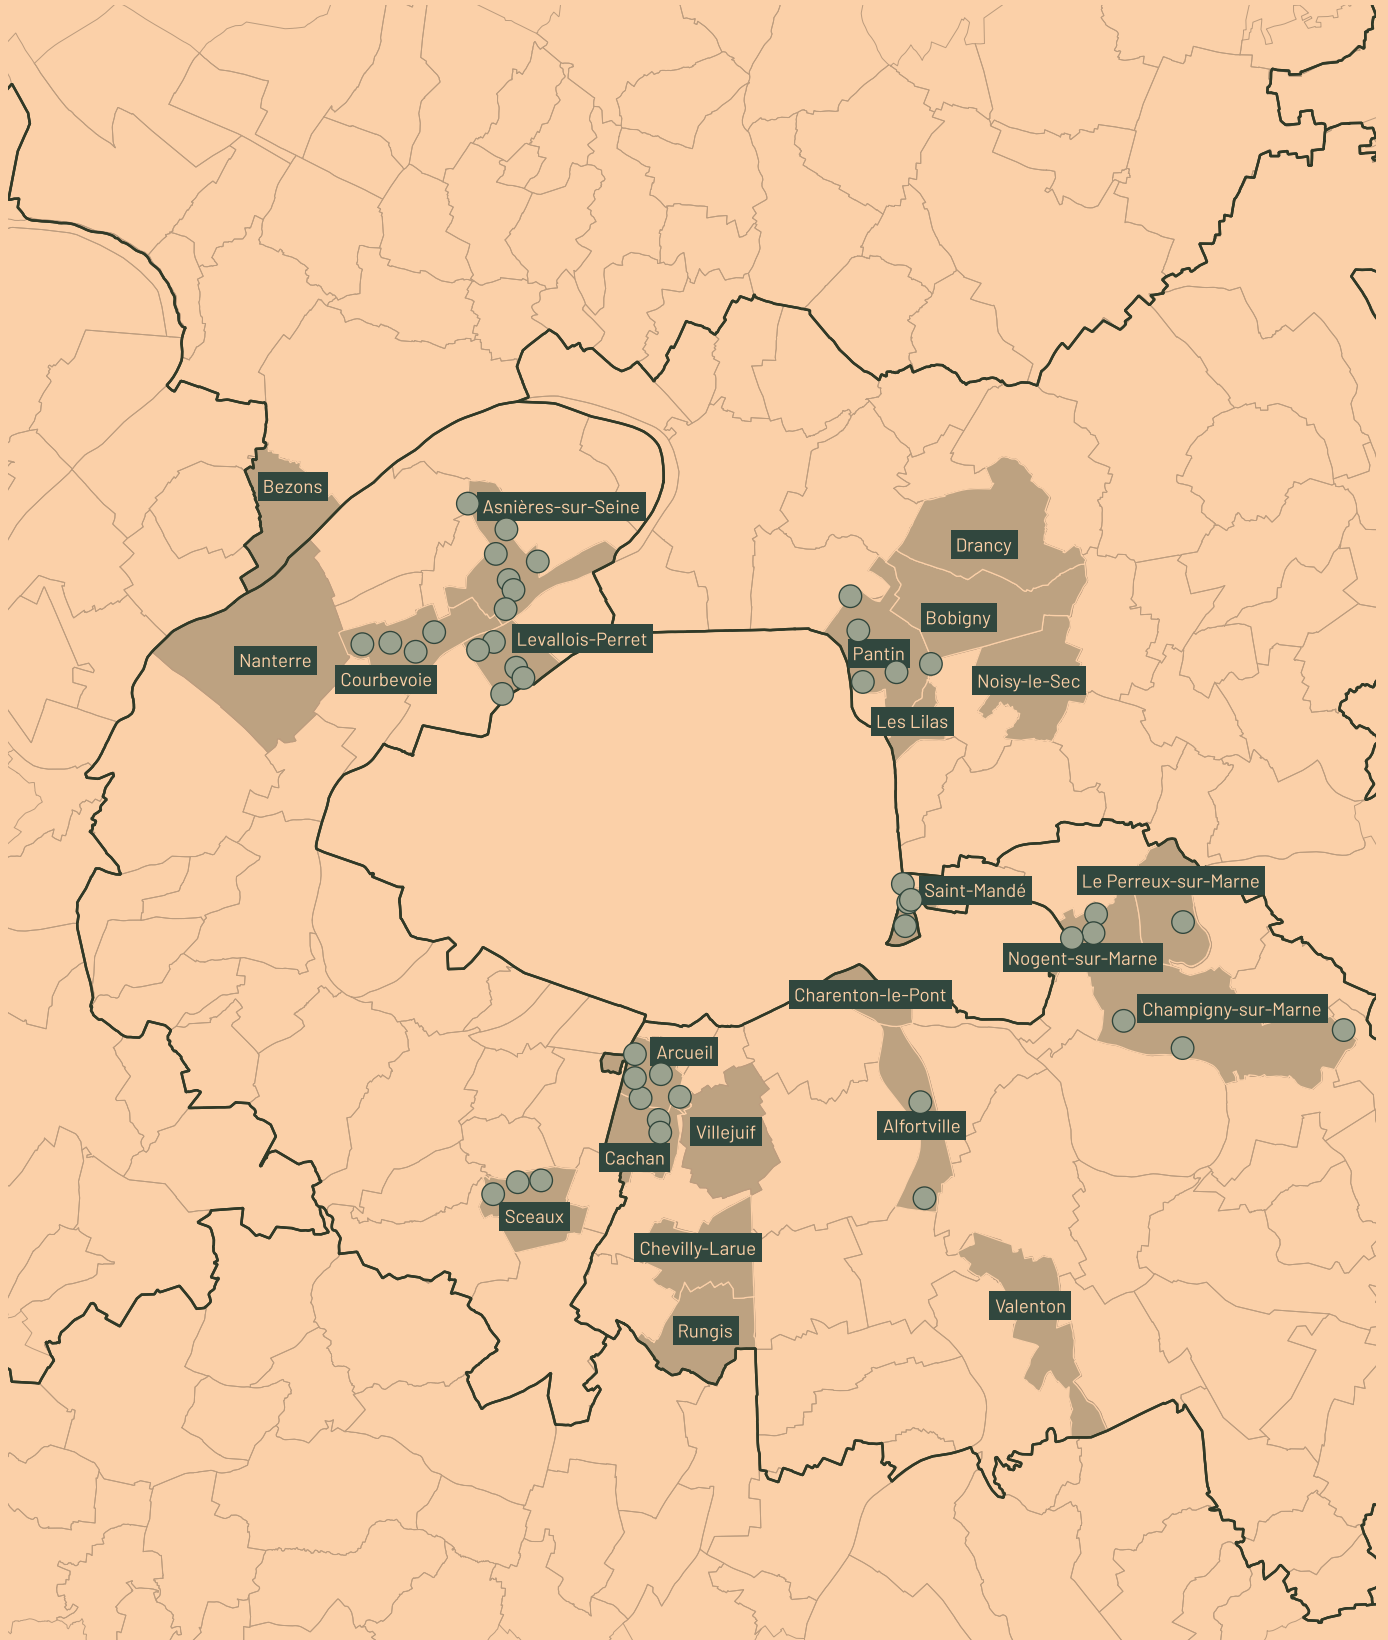 Bezons
Asnières-sur-Seine
Drancy
Bobigny
Levallois-Perret
Pantin
Nanterre
Courbevoie
Noisy-le-Sec
Les Lilas
Le Perreux-sur-Marne
Saint-Mandé
Nogent-sur-Marne
Charenton-le-Pont
Champigny-sur-Marne
Arcueil
Alfortville
Villejuif
Cachan
Sceaux
Chevilly-Larue
Valenton
Rungis